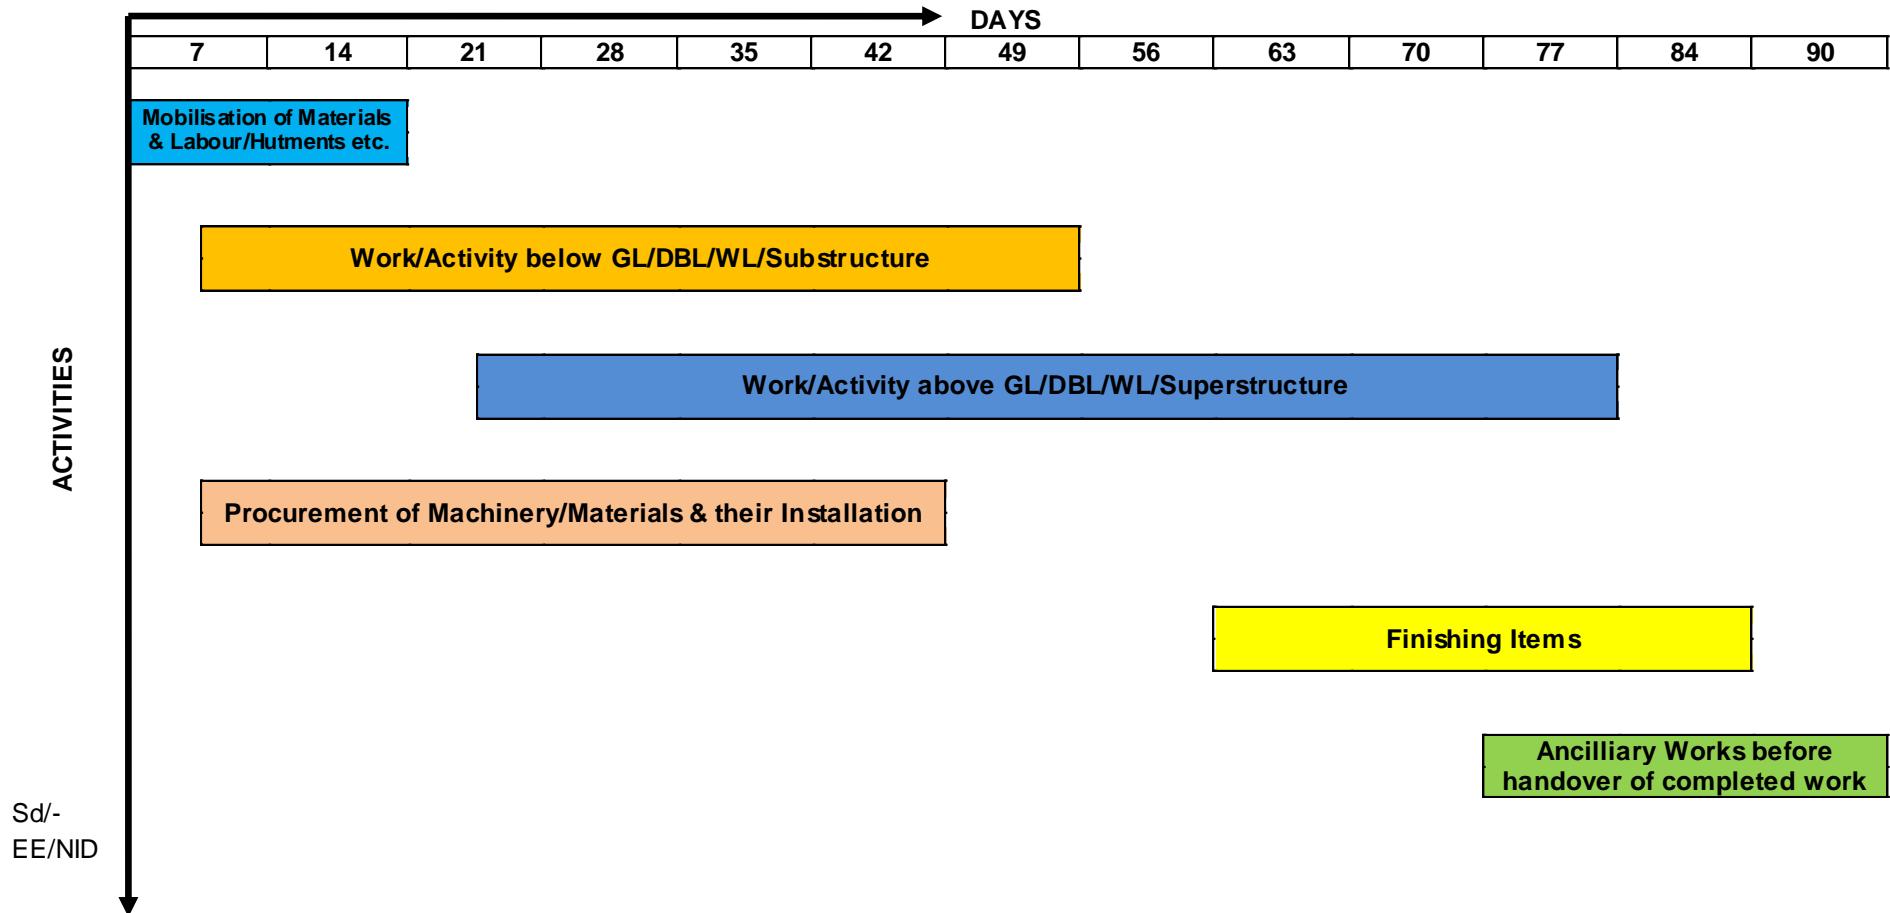 DAYS
7 14 21 28 35 42 49 56 63 70 77 84 90
Mobilisation of Materials
& Labour/Hutments etc.
Work/Activity below GL/DBL/WL/Substructure
Work/Activity above GL/DBL/WL/Superstructure
ACTIVITIES
Procurement of Machinery/Materials & their Installation
Finishing Items
Ancilliary Works before
handover of completed work
Sd/-
EE/NID